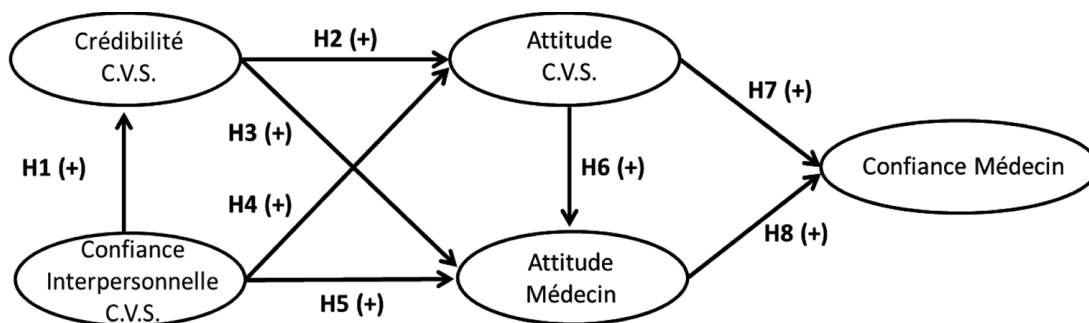 Crédibilité
C.V.S.
H2 (+)
Attitude
C.V.S.
H7 (+)
H3 (+)
H1 (+)
H6 (+)
Confiance Médecin
H4 (+)
H8 (+)
Confiance
Interpersonnelle
C.V.S.
H5 (+)
Attitude
Médecin